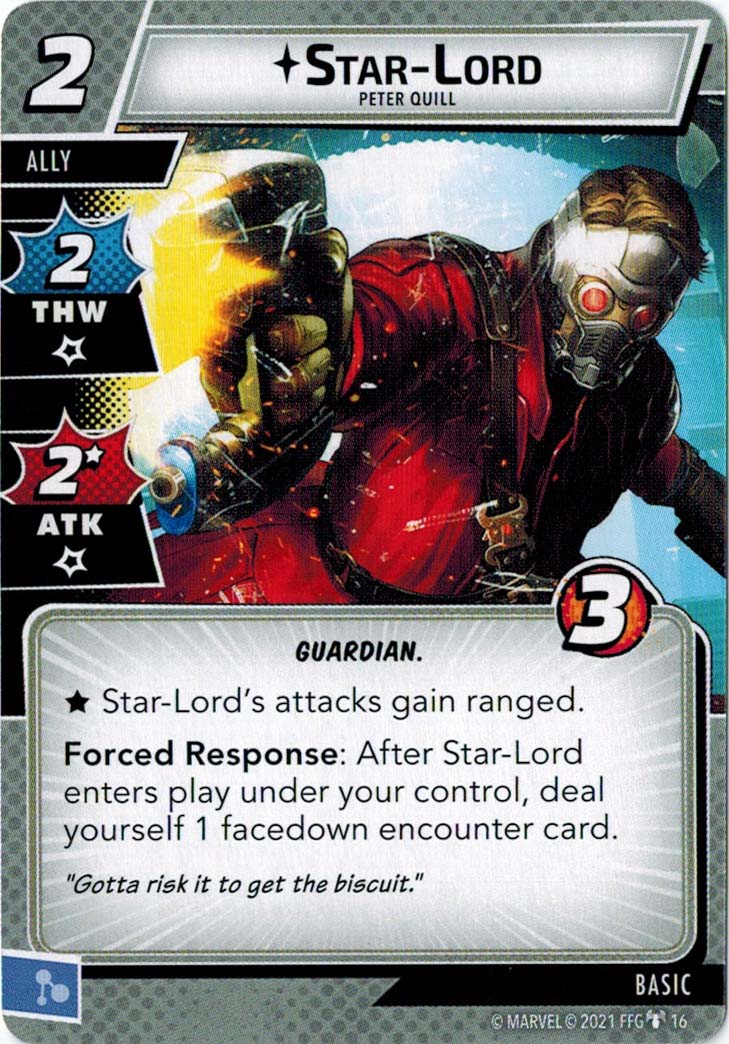 2
STAR-LORD
PETER QUILL
ALLY
2
THW
2
ATK
3
GUARDIAN.
★ Star-Lord's attacks gain ranged.
Forced Response: After Star-Lord
enters play under your control, deal
yourself 1 facedown encounter card.
"Gotta risk it to get the biscuit."
BASIC
© MARVEL © 2021 FFG 16